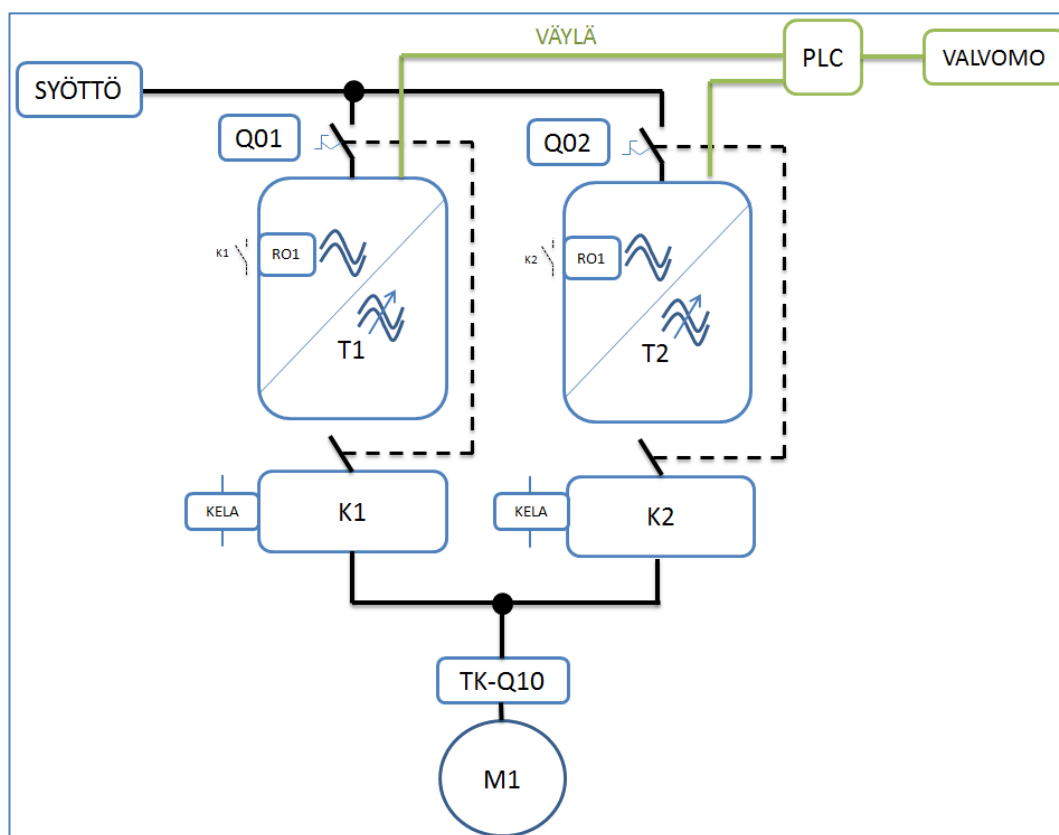 VÄYLÄ
PLC
VALVOMO
SYÖTTÖ
Q01
Q02
K1
RO1
K2
RO1
T1
T2
KELA
K1
KELA
K2
TK-Q10
M1